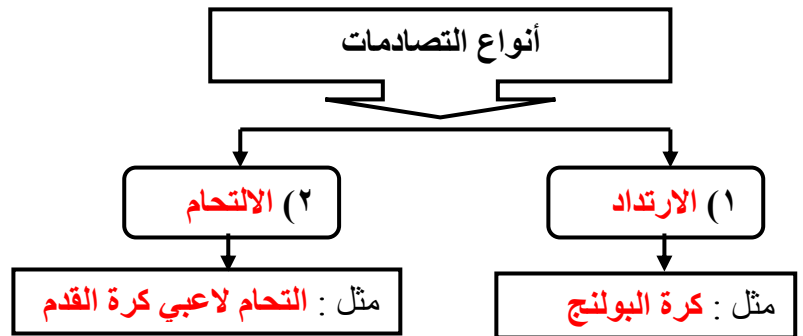 أنواع التصادمات
١) الارتداد
٢) الالتحام
مثل : كرة البولنج
مثل : التحام لاعبي كرة القدم